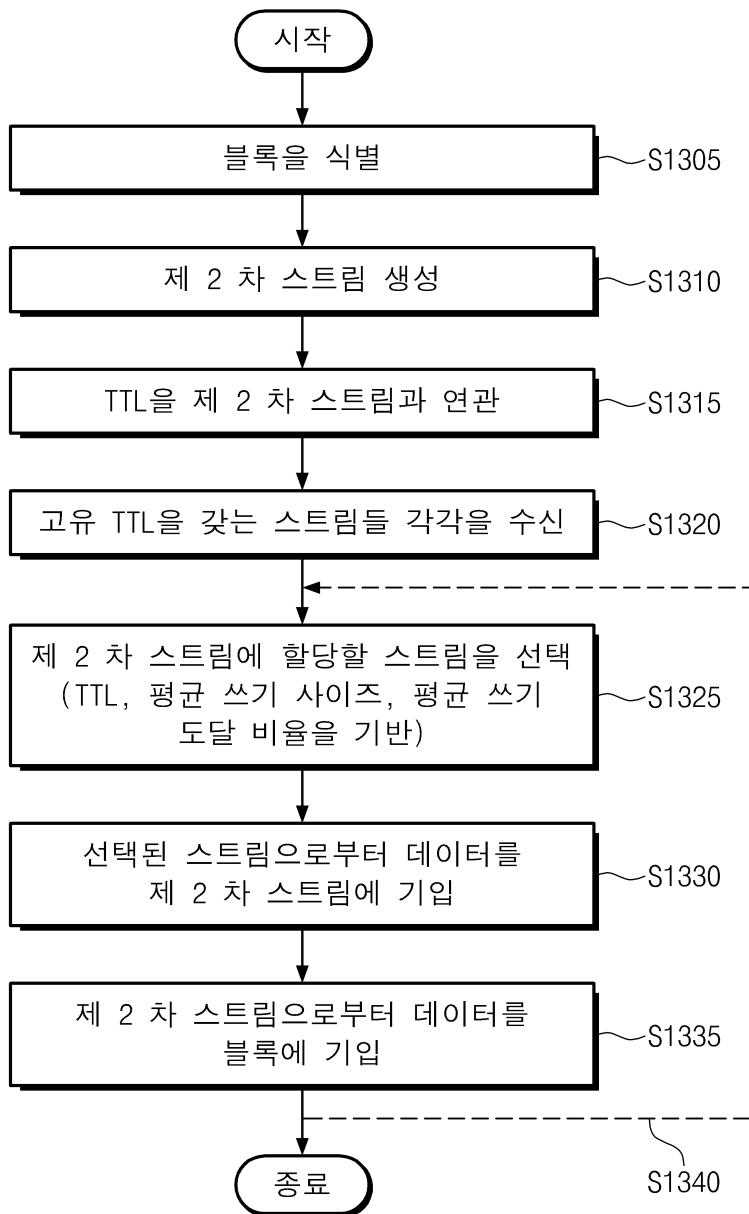 시작
블록을 식별
S1305
제 2 차 스트림 생성
S1310
TTL을 제 2 차 스트림과 연관
S1315
고유 TTL을 갖는 스트림들 각각을 수신
S1320
제 2 차 스트림에 할당할 스트림을 선택
(TTL, 평균 쓰기 사이즈, 평균 쓰기
도달 비율을 기반)
S1325
선택된 스트림으로부터 데이터를
제 2 차 스트림에 기입
S1330
제 2 차 스트림으로부터 데이터를
블록에 기입
S1335
종료
S1340